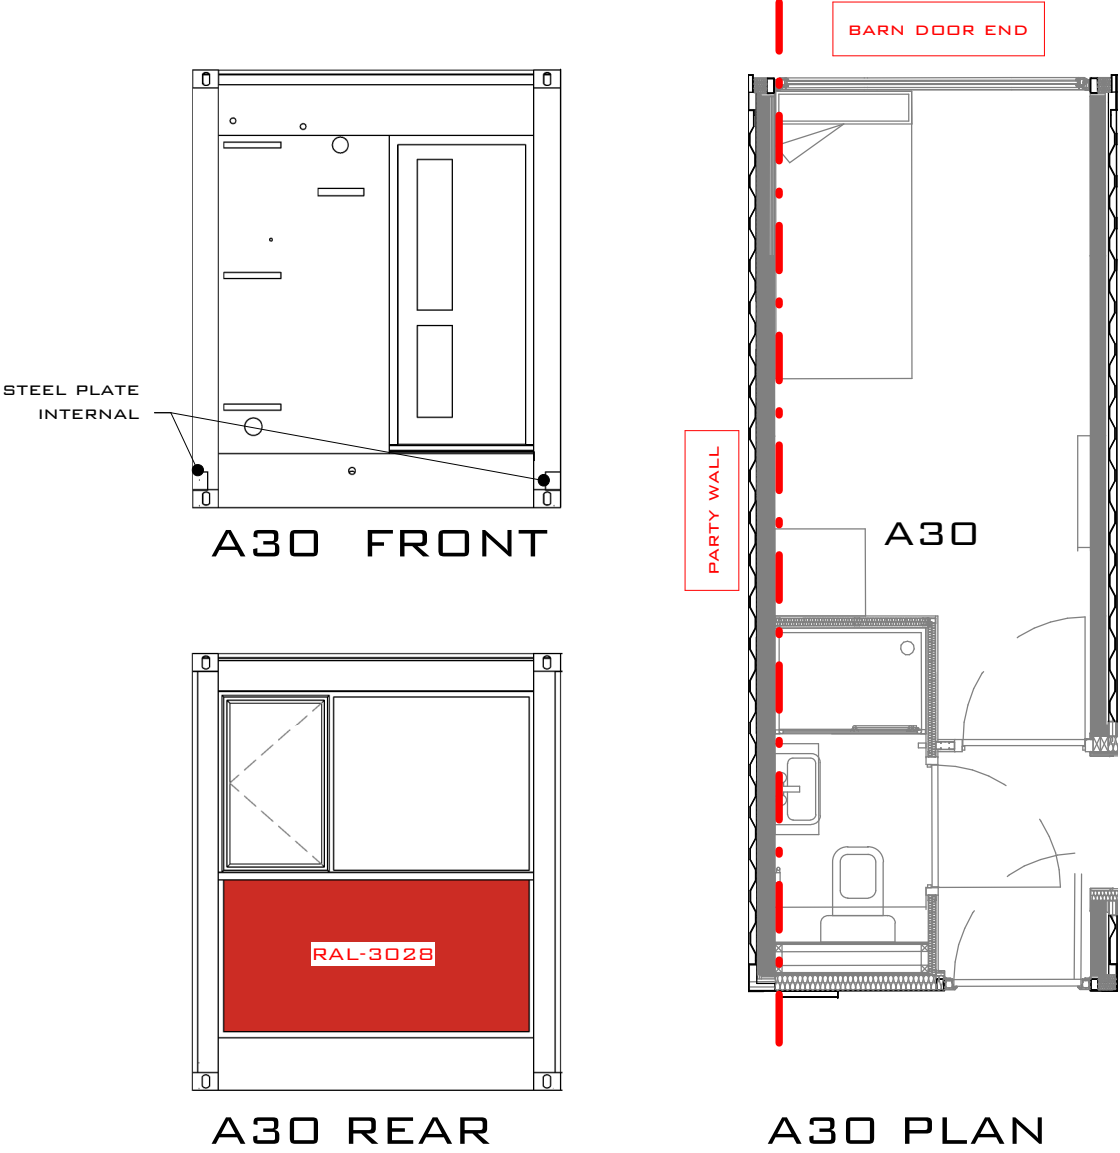 BARN DOOR END
STEEL PLATE
INTERNAL
A30 FRONT
PARTY WALL
A30
RAL-3028
A30 REAR
A30 PLAN